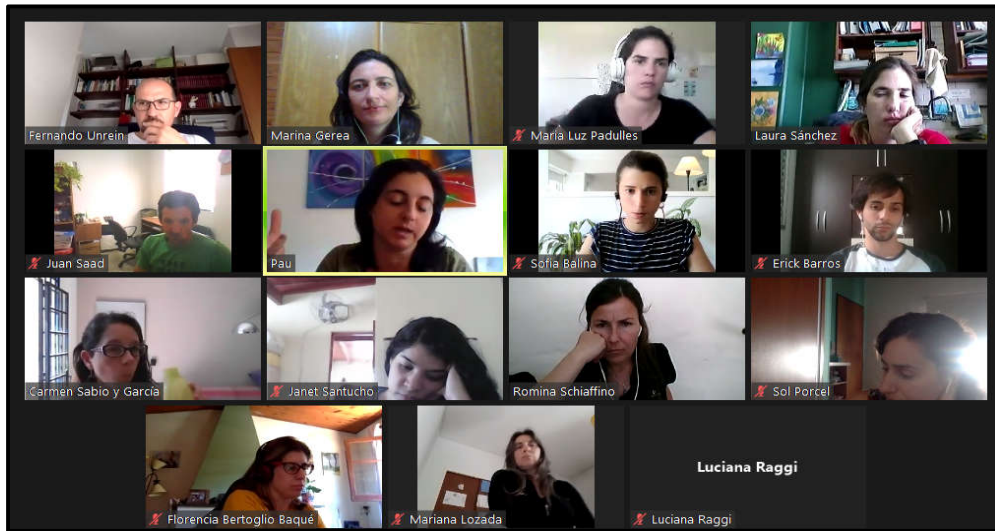 Fernando Unrein
Marina Gerea
María Luz Padulles
Laura Sánchez
Juan Saad
Pau
Sofia Balina
Erick Barros
Carmen Sabio y García
Janet Santucho
Romina Schiaffino
Sol Porcel
Florencia Bertoglio Baqué
Mariana Lozada
Luciana Raggi
Luciana Raggi